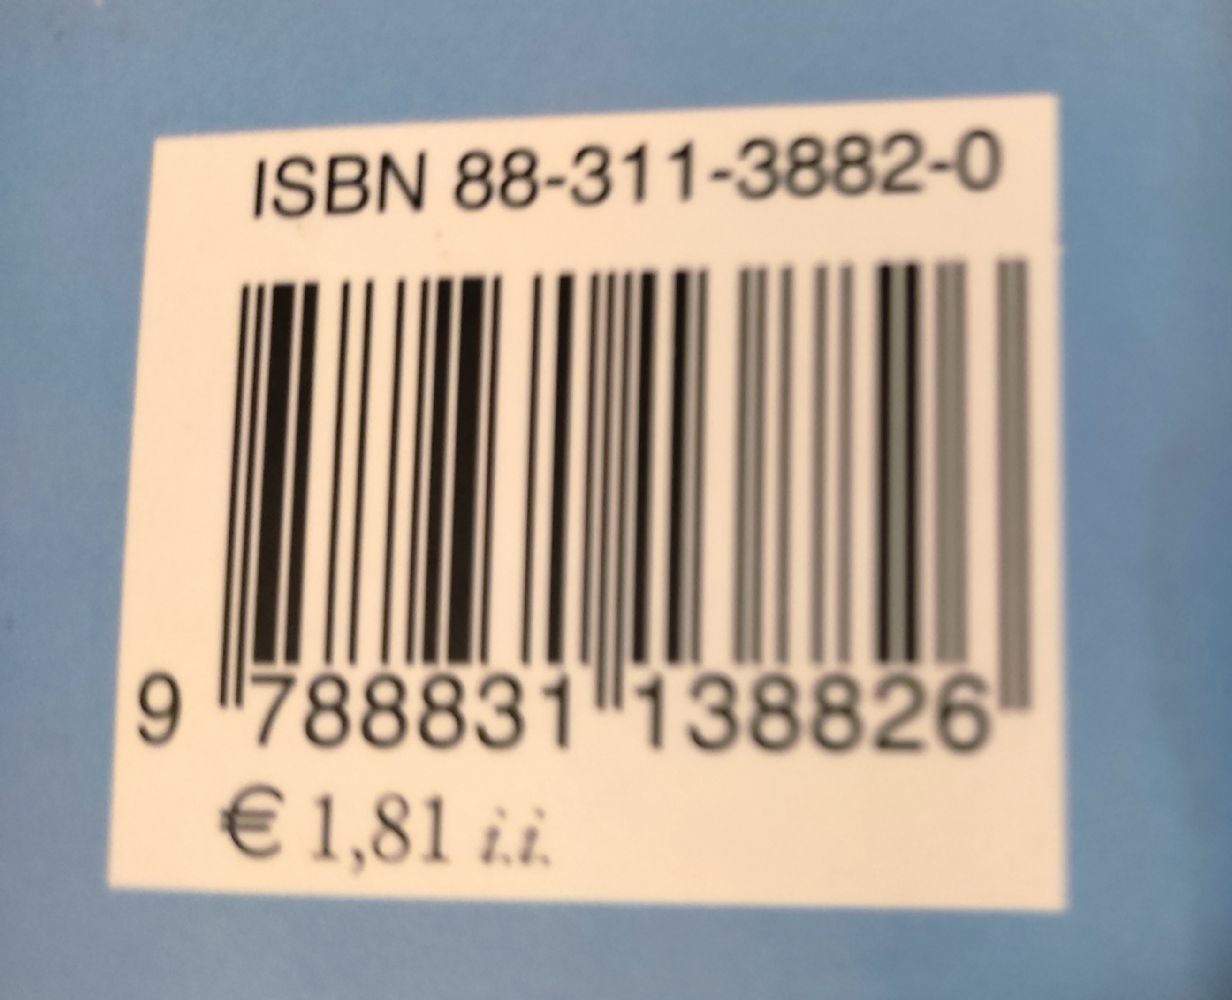 ISBN 88-311-3882-0
9 788831 138826
€ 1,81 i.i.